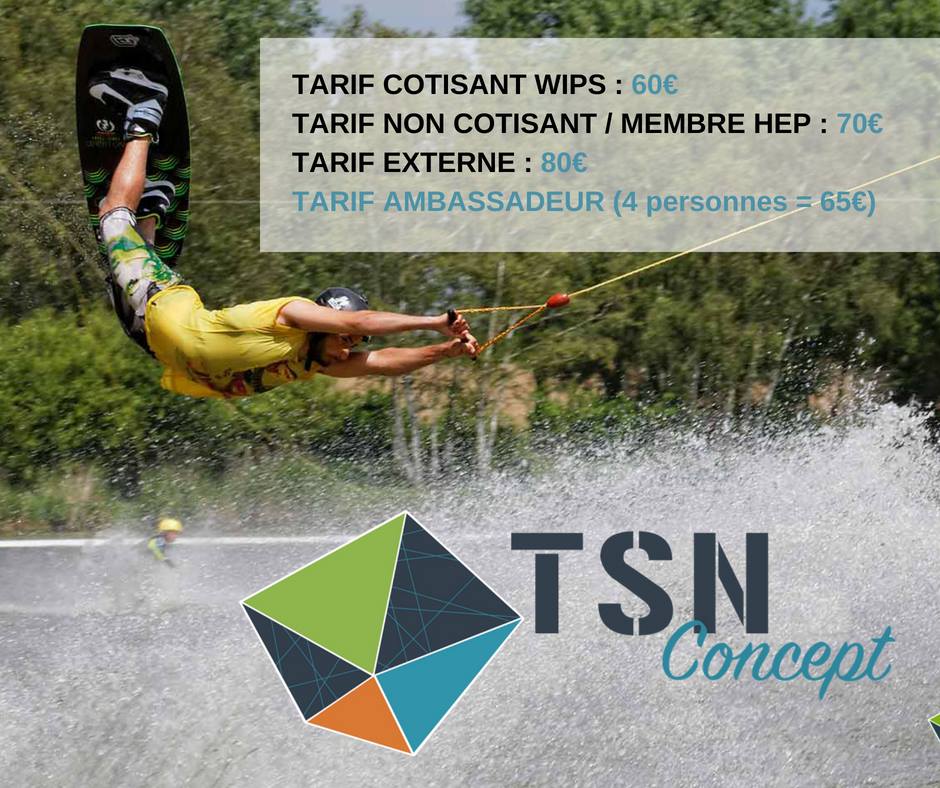 TARIF COTISANT WIPS : 60€
TARIF NON COTISANT / MEMBRE HEP : 70€
TARIF EXTERNE : 80€
TARIF AMBASSADEUR (4 personnes = 65€)
TSN
Concept